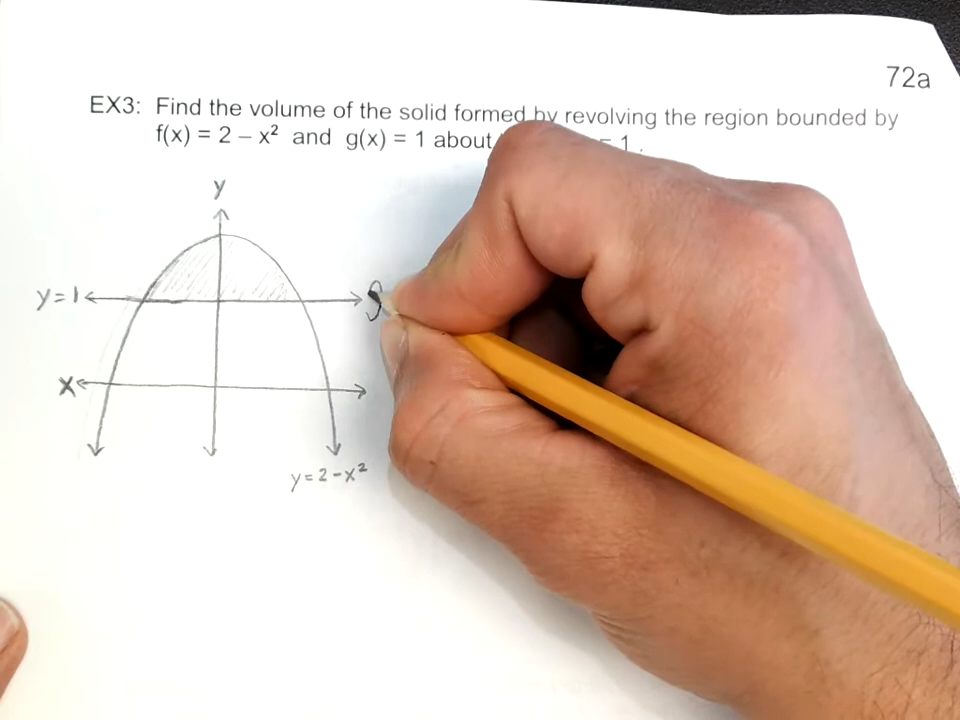 72a
EX3: Find the volume of the solid formed by revolving the region bounded by
f(x) = 2 – x² and g(x) = 1 about 1 .
y
y=1
x
y=2-x²